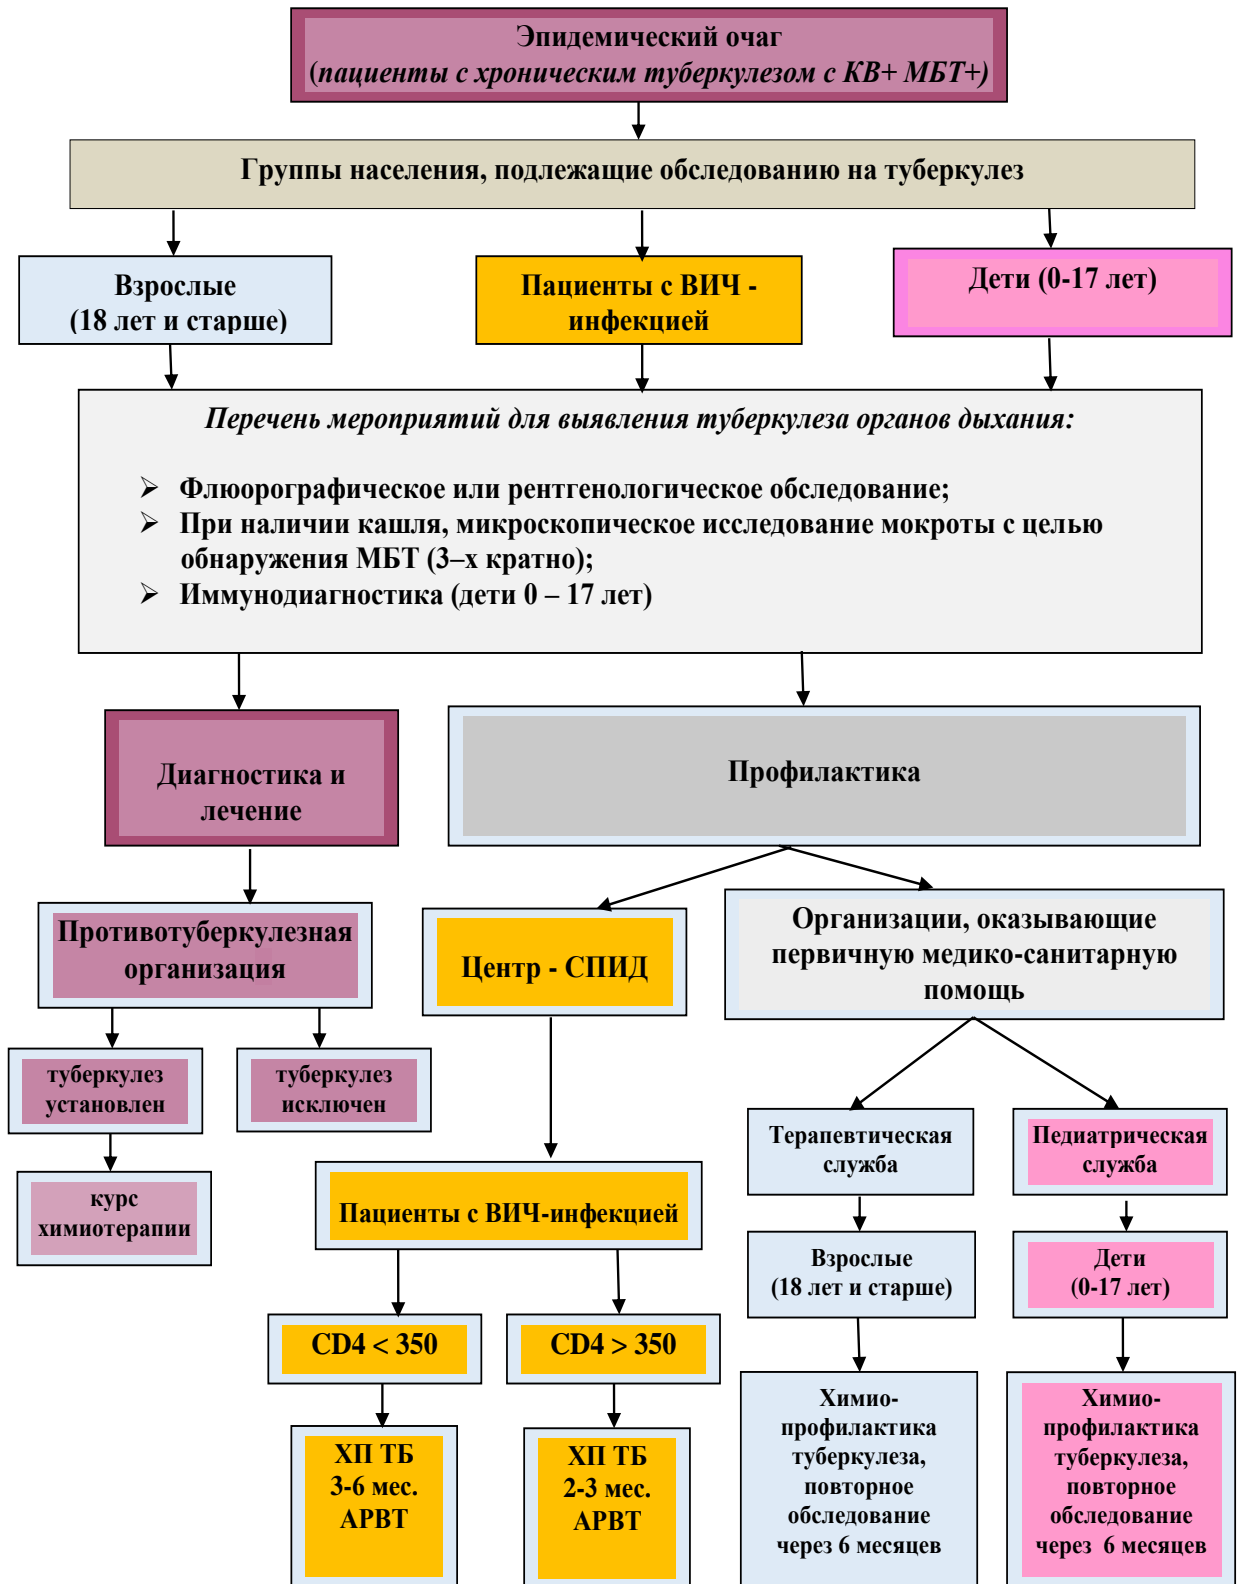 Эпидемический очаг
(пациенты с хроническим туберкулезом с КВ+ МБТ+)
Группы населения, подлежащие обследованию на туберкулез
Взрослые
(18 лет и старше)
Пациенты с ВИЧ -
инфекцией
Дети (0-17 лет)
Перечень мероприятий для выявления туберкулеза органов дыхания:
➢ Флюорографическое или рентгенологическое обследование;
➢ При наличии кашля, микроскопическое исследование мокроты с целью
обнаружения МБТ (3–х кратно);
➢ Иммунодиагностика (дети 0 – 17 лет)
Диагностика и
лечение
Профилактика
Противотуберкулезная
организация
Центр - СПИД
Организации, оказывающие
первичную медико-санитарную
помощь
туберкулез
установлен
туберкулез
исключен
курс
химиотерапии
Пациенты с ВИЧ-инфекцией
Терапевтическая
служба
Педиатрическая
служба
Взрослые
(18 лет и старше)
Дети
(0-17 лет)
CD4 < 350
CD4 > 350
ХП ТБ
3-6 мес.
АРВТ
ХП ТБ
2-3 мес.
АРВТ
Химио-
профилактика
туберкулеза,
повторное
обследование
через 6 месяцев
Химио-
профилактика
туберкулеза,
повторное
обследование
через 6 месяцев